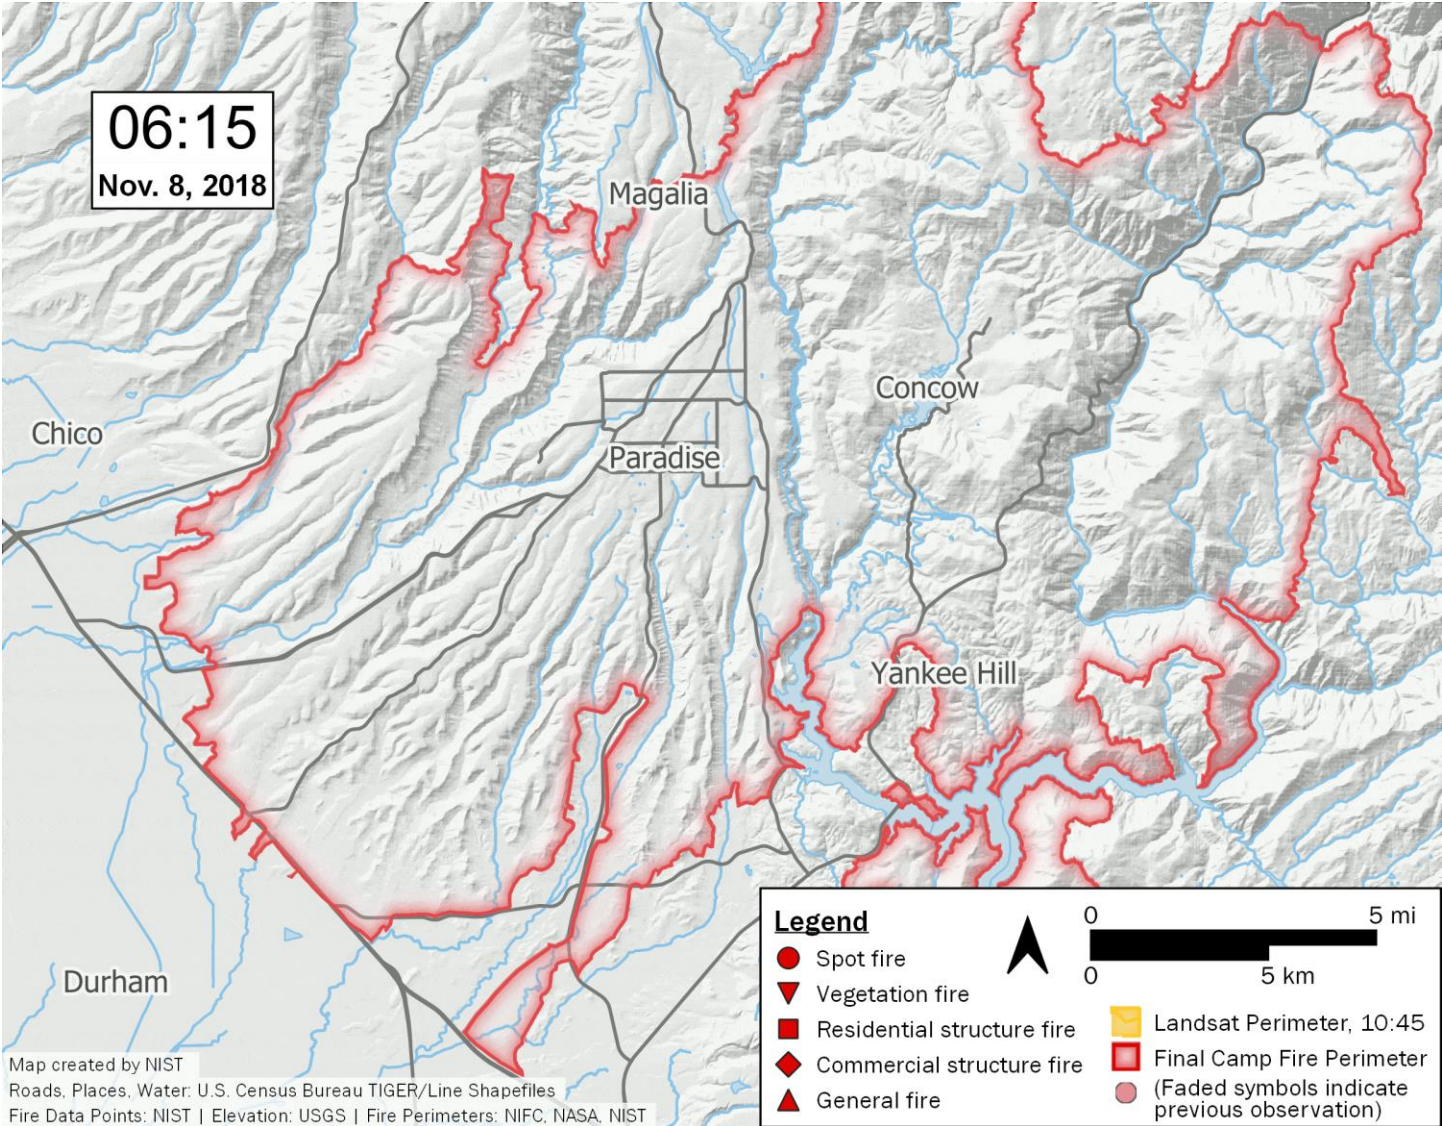 06:15
Nov. 8, 2018
Magalia
Concow
Chico
Paradise
Yankee Hill
Durham
Legend
Spot fire
Vegetation fire
Residential structure fire
Commercial structure fire
General fire
0 5 mi
0 5 km
Landsat Perimeter, 10:45
Final Camp Fire Perimeter
(Faded symbols indicate
previous observation)
Map created by NIST
Roads, Places, Water: U.S. Census Bureau TIGER/Line Shapefiles
Fire Data Points: NIST | Elevation: USGS | Fire Perimeters: NIFC, NASA, NIST